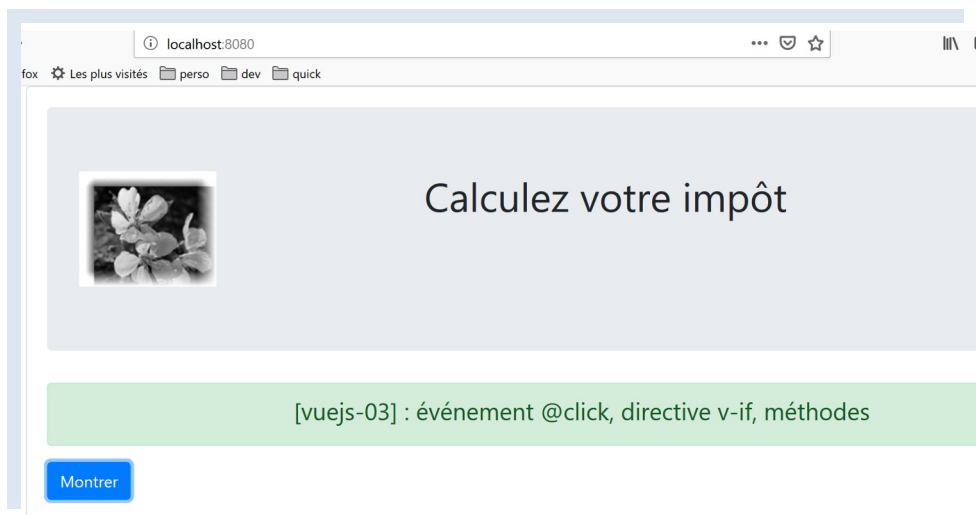 localhost:8080
fox Les plus visités perso dev quick
Calculez votre impôt
[vuejs-03] : événement @click, directive v-if, méthodes
Montrer